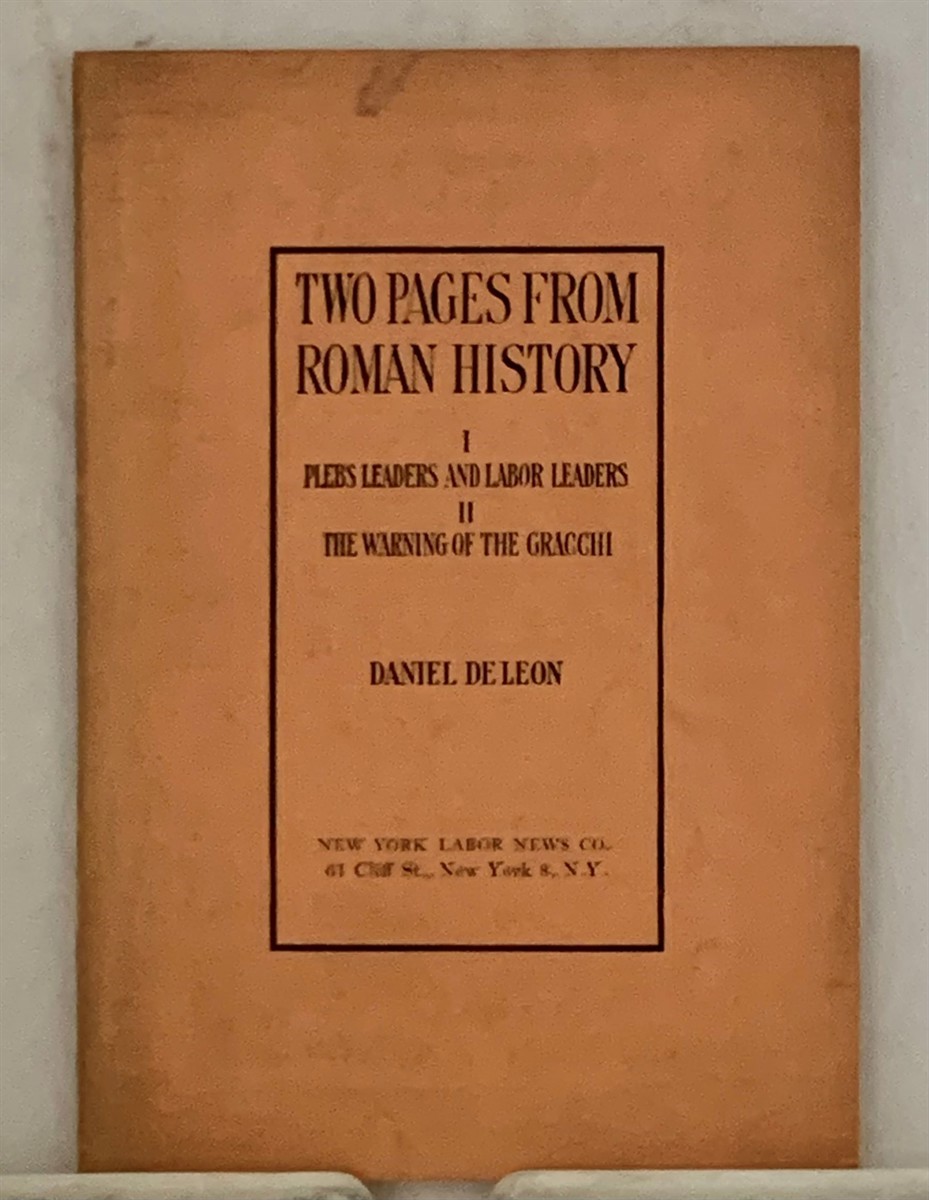 TWO PAGES FROM
ROMAN HISTORY
I
PLEBS LEADERS AND LABOR LEADERS
II
THE WARNING OF THE GRACCHI
DANIEL DE LEON
NEW YORK LABOR NEWS CO.
61 Cliff St., New York 8, N.Y.